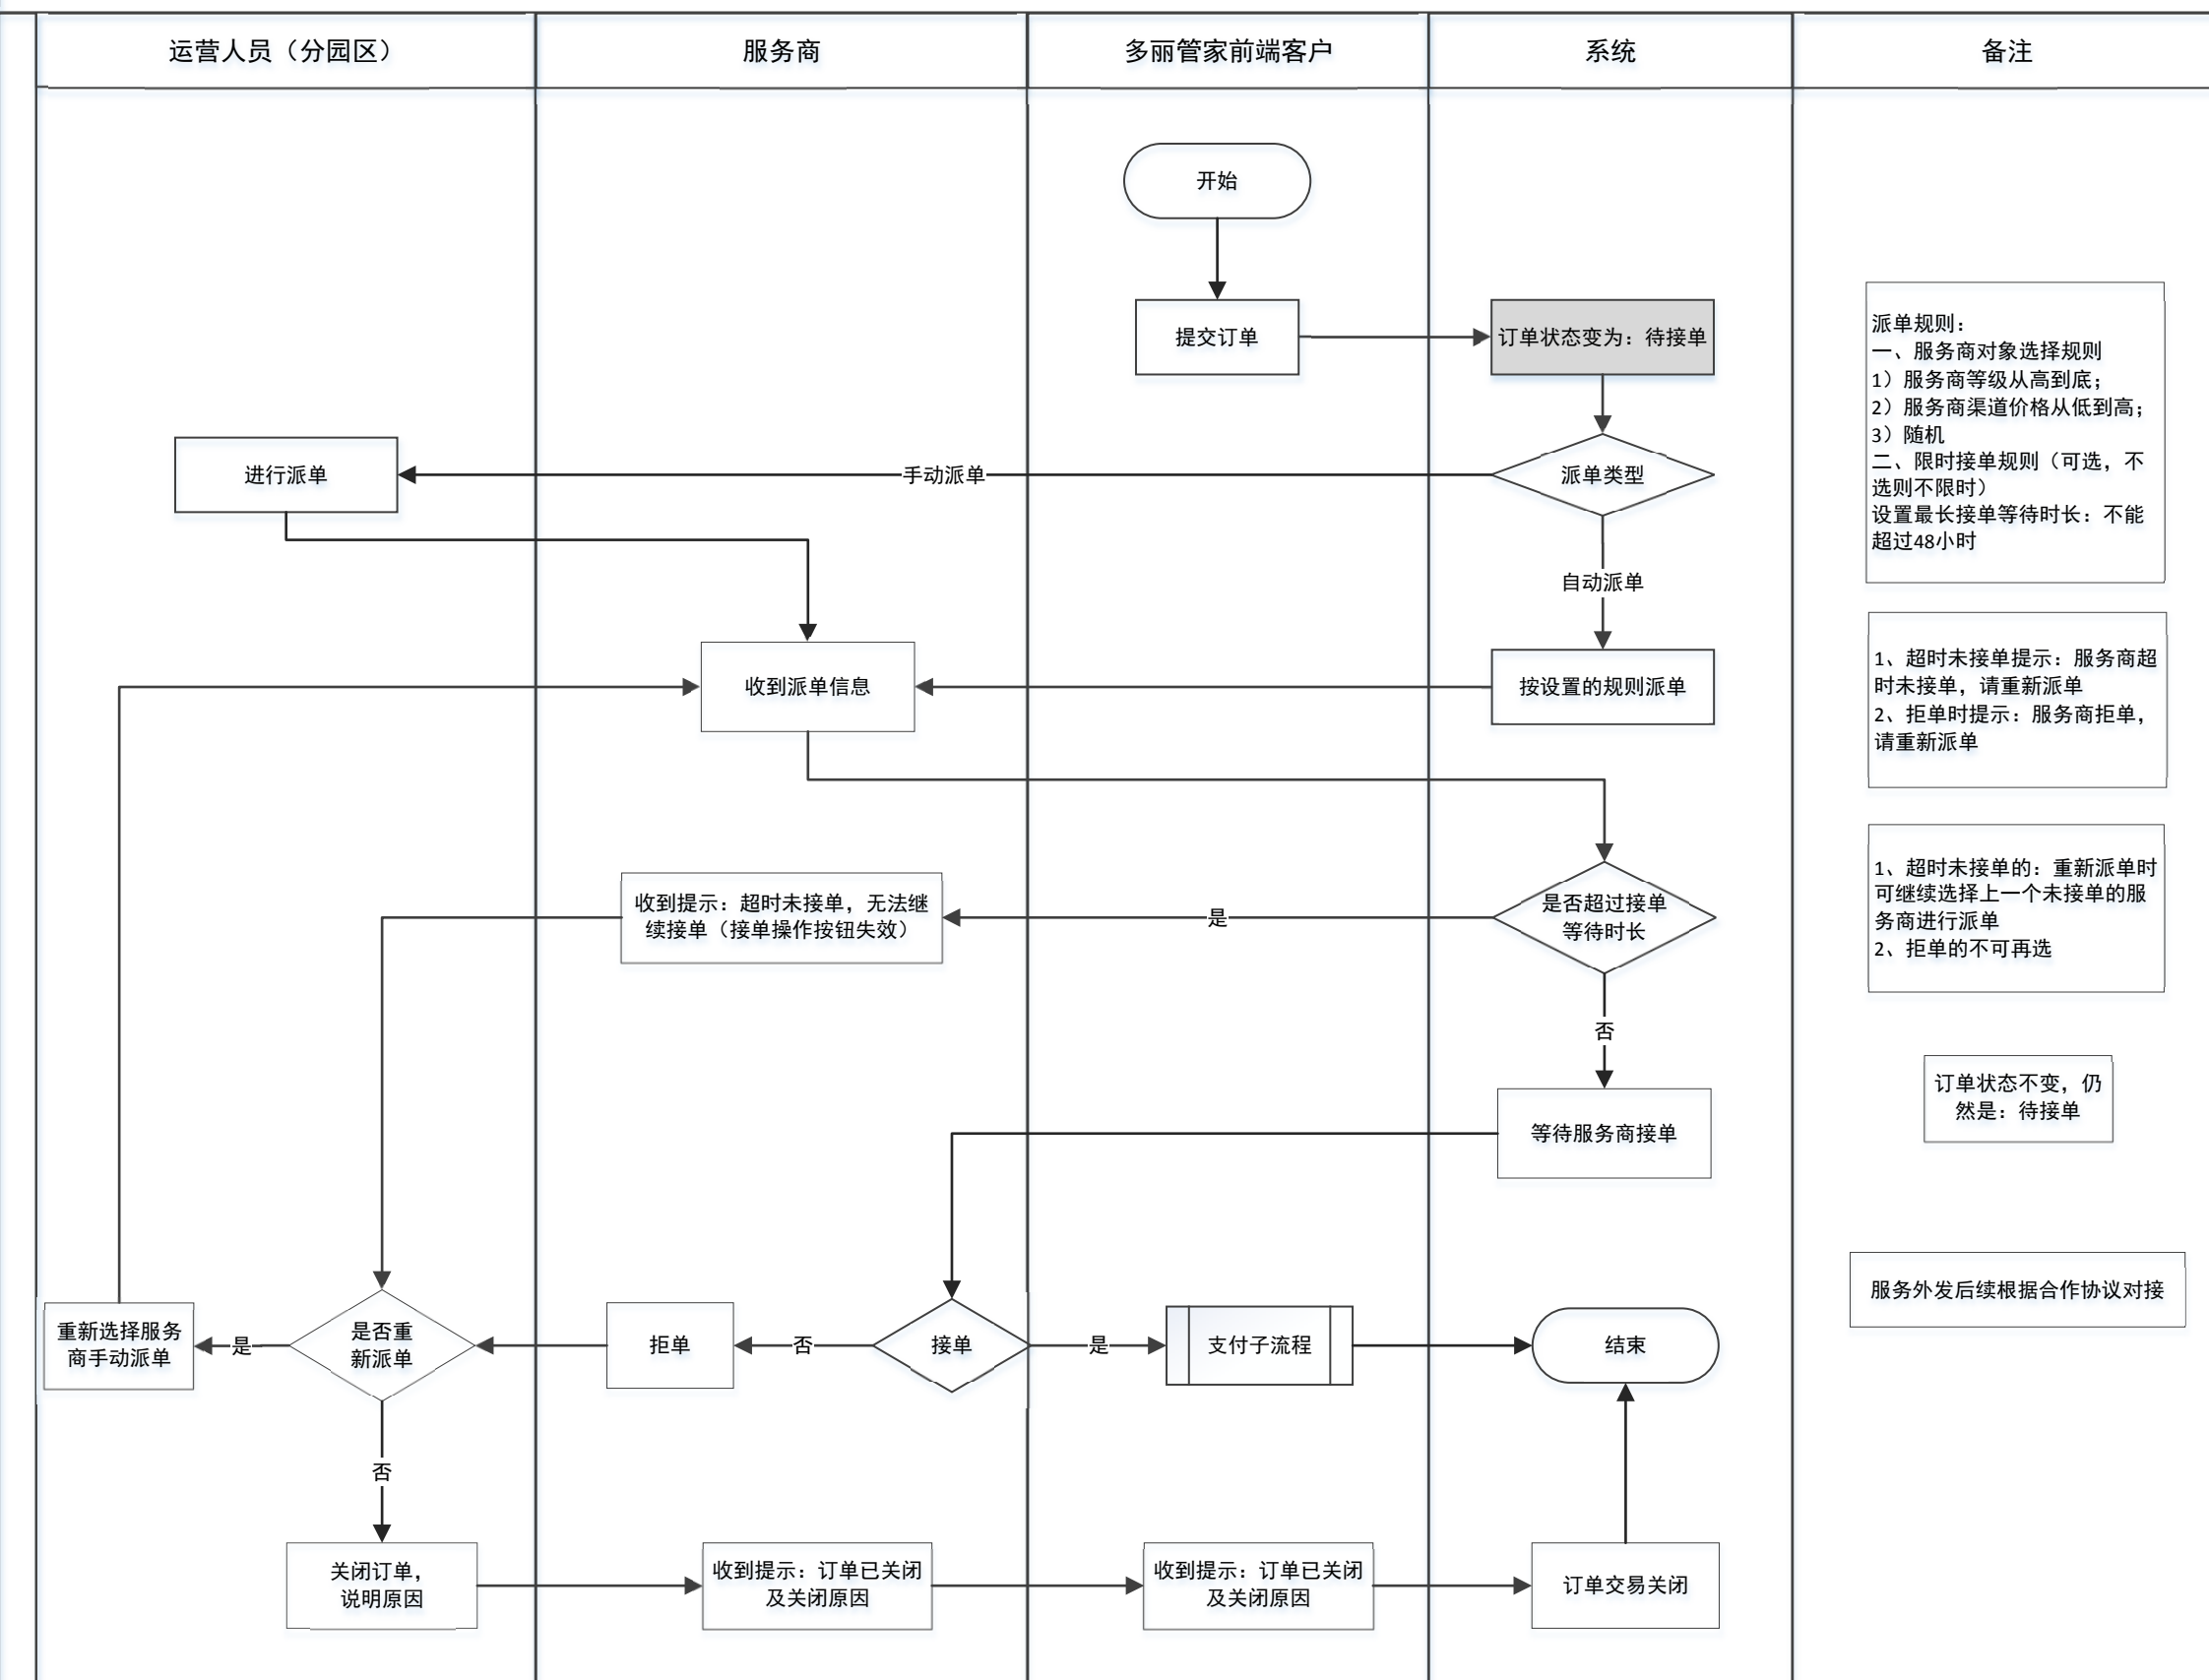 运营人员（分园区）
服务商
多丽管家前端客户
系统
备注
开始
提交订单
订单状态变为：待接单
派单规则：
一、服务商对象选择规则
1）服务商等级从高到底；
2）服务商渠道价格从低到高；
3）随机
二、限时接单规则（可选，不
选则不限时）
设置最长接单等待时长：不能
超过48小时
进行派单
手动派单
派单类型
自动派单
收到派单信息
按设置的规则派单
1、超时未接单提示：服务商超
时未接单，请重新派单
2、拒单时提示：服务商拒单，
请重新派单
收到提示：超时未接单，无法继
续接单（接单操作按钮失效）
是
是否超过接单
等待时长
1、超时未接单的：重新派单时
可继续选择上一个未接单的服
务商进行派单
2、拒单的不可再选
否
等待服务商接单
订单状态不变，仍
然是：待接单
服务外发后续根据合作协议对接
重新选择服务
商手动派单
是
是否重
新派单
拒单
否
接单
是
支付子流程
结束
否
关闭订单，
说明原因
收到提示：订单已关闭
及关闭原因
收到提示：订单已关闭
及关闭原因
订单交易关闭